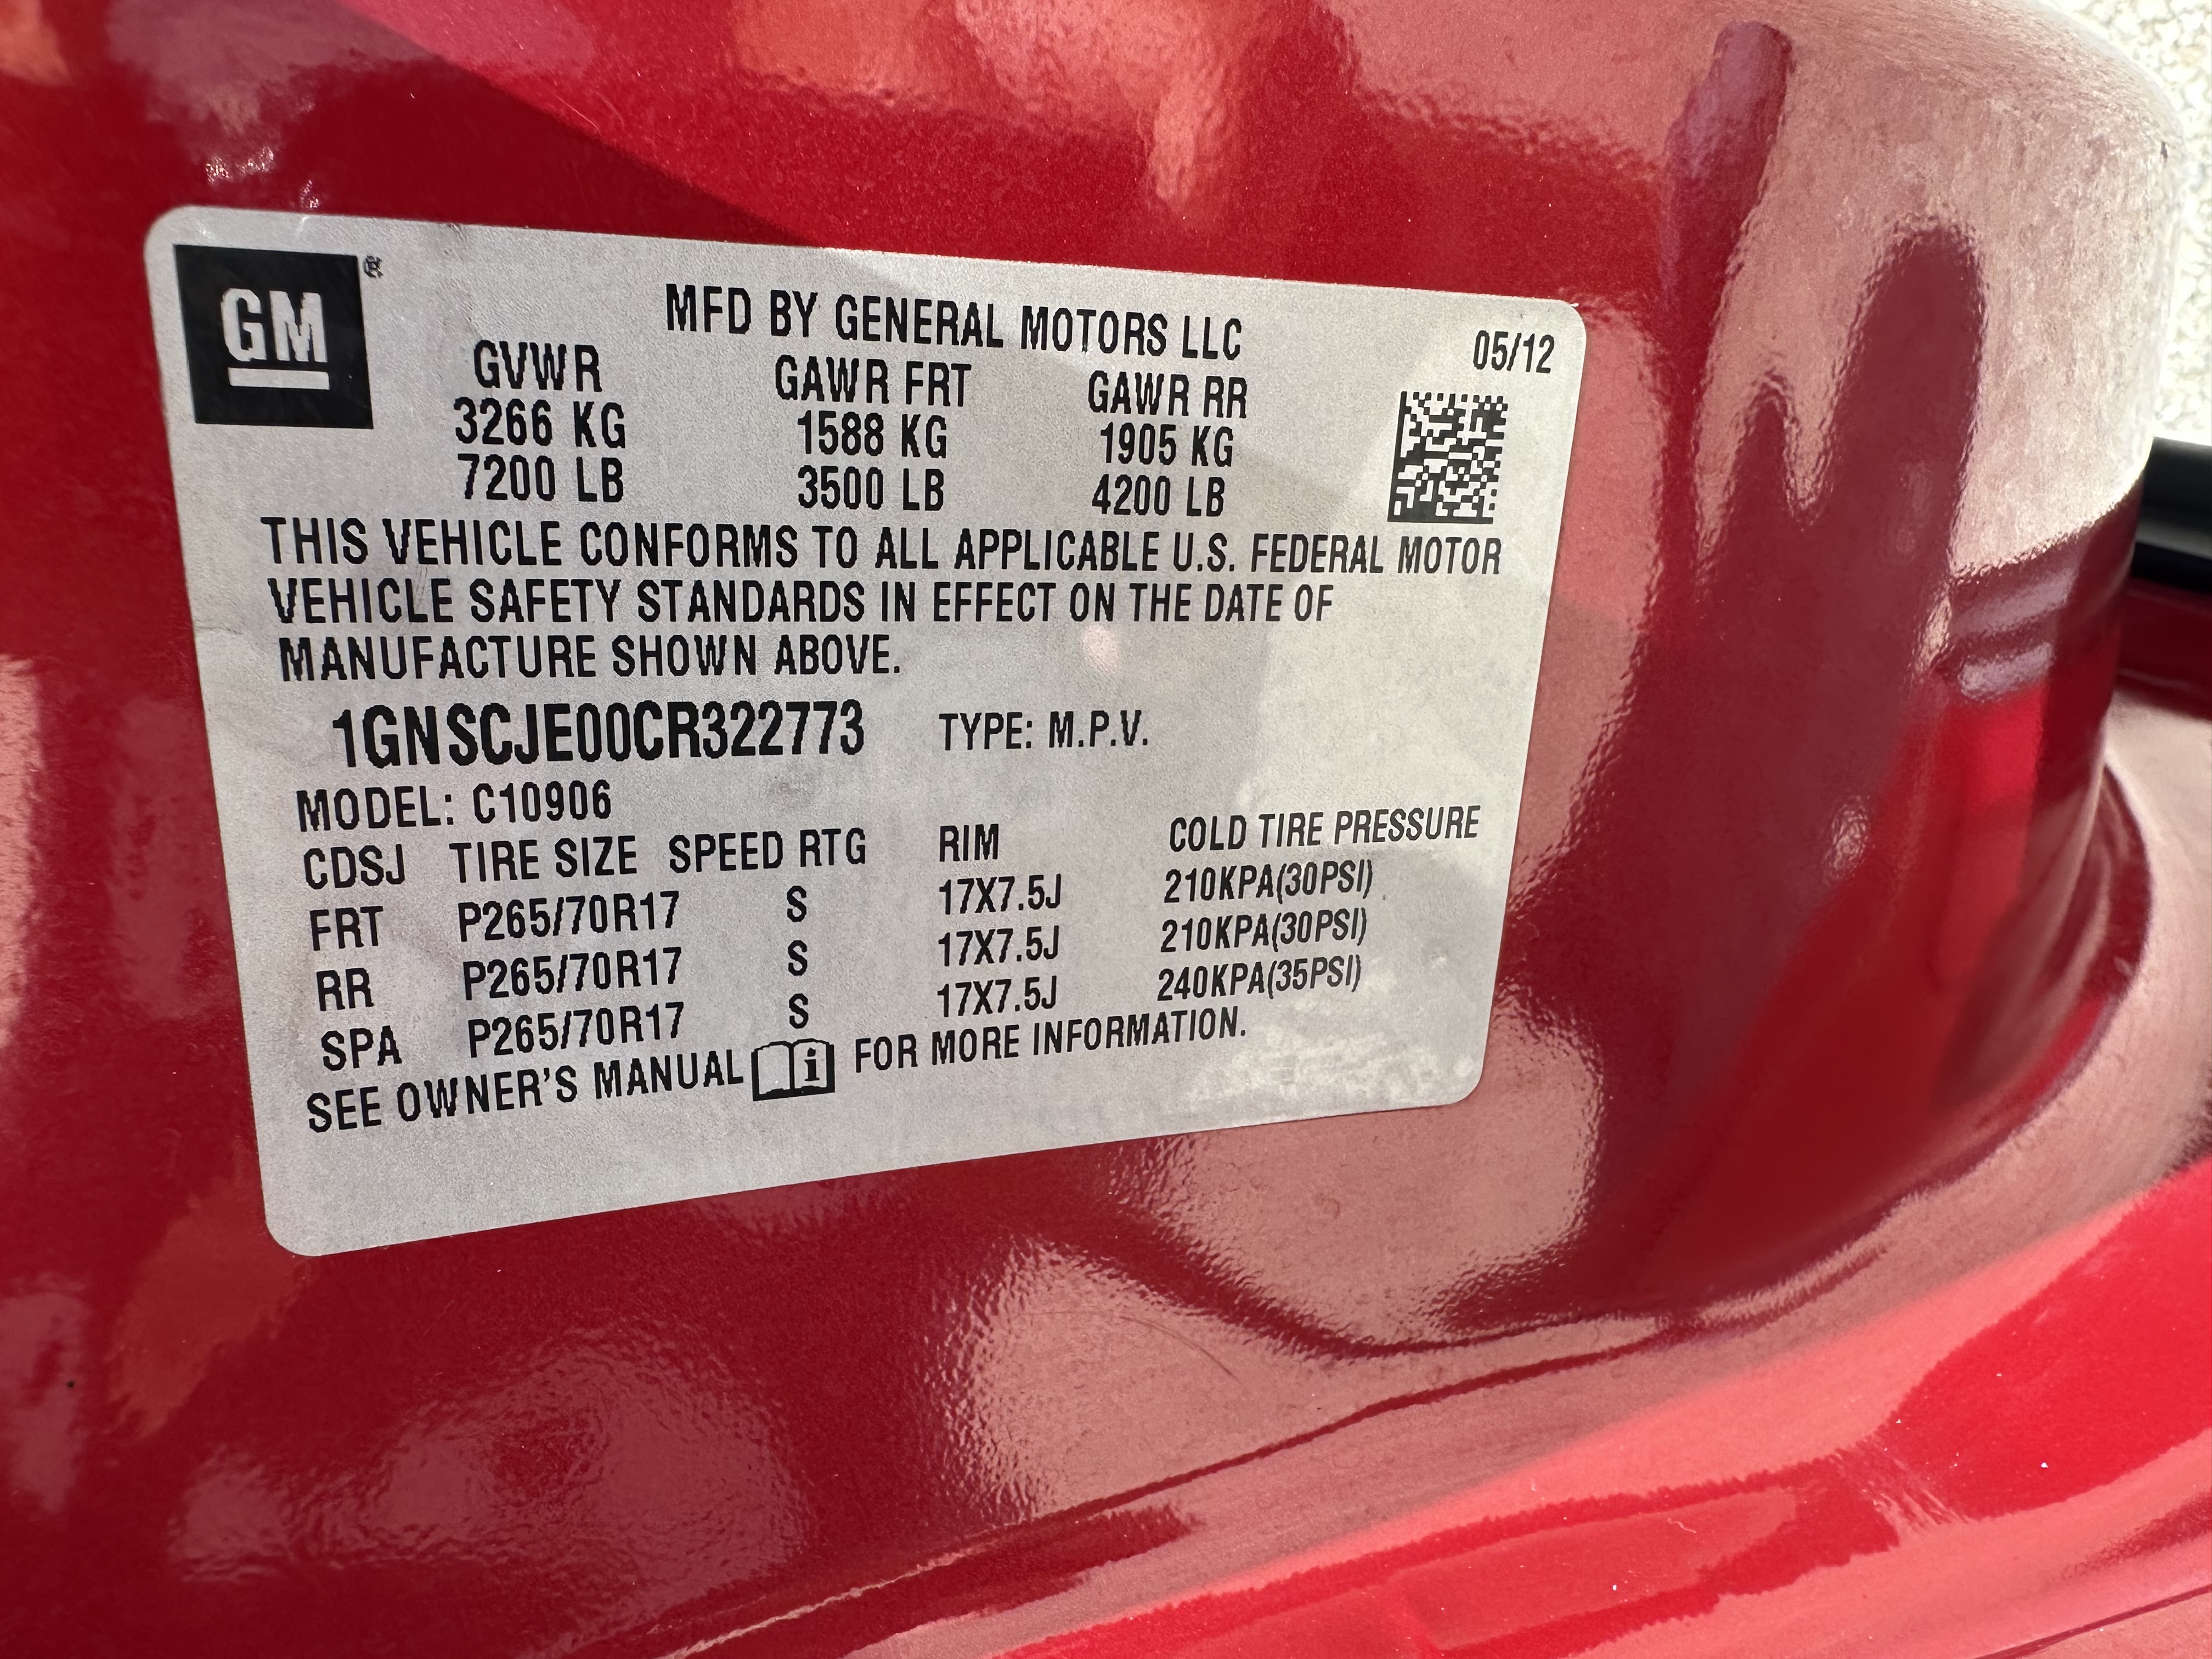 GM ®
MFD BY GENERAL MOTORS LLC
05/12
GVWR GAWR FRT GAWR RR
3266 KG 1588 KG 1905 KG
7200 LB 3500 LB 4200 LB
THIS VEHICLE CONFORMS TO ALL APPLICABLE U.S. FEDERAL MOTOR
VEHICLE SAFETY STANDARDS IN EFFECT ON THE DATE OF
MANUFACTURE SHOWN ABOVE.
1GNSCJE00CR322773 TYPE: M.P.V.
MODEL: C10906
CDSJ TIRE SIZE SPEED RTG RIM COLD TIRE PRESSURE
FRT P265/70R17 S 17X7.5J 210KPA(30PSI)
RR P265/70R17 S 17X7.5J 210KPA(30PSI)
SPA P265/70R17 S 17X7.5J 240KPA(35PSI)
SEE OWNER'S MANUAL i FOR MORE INFORMATION.